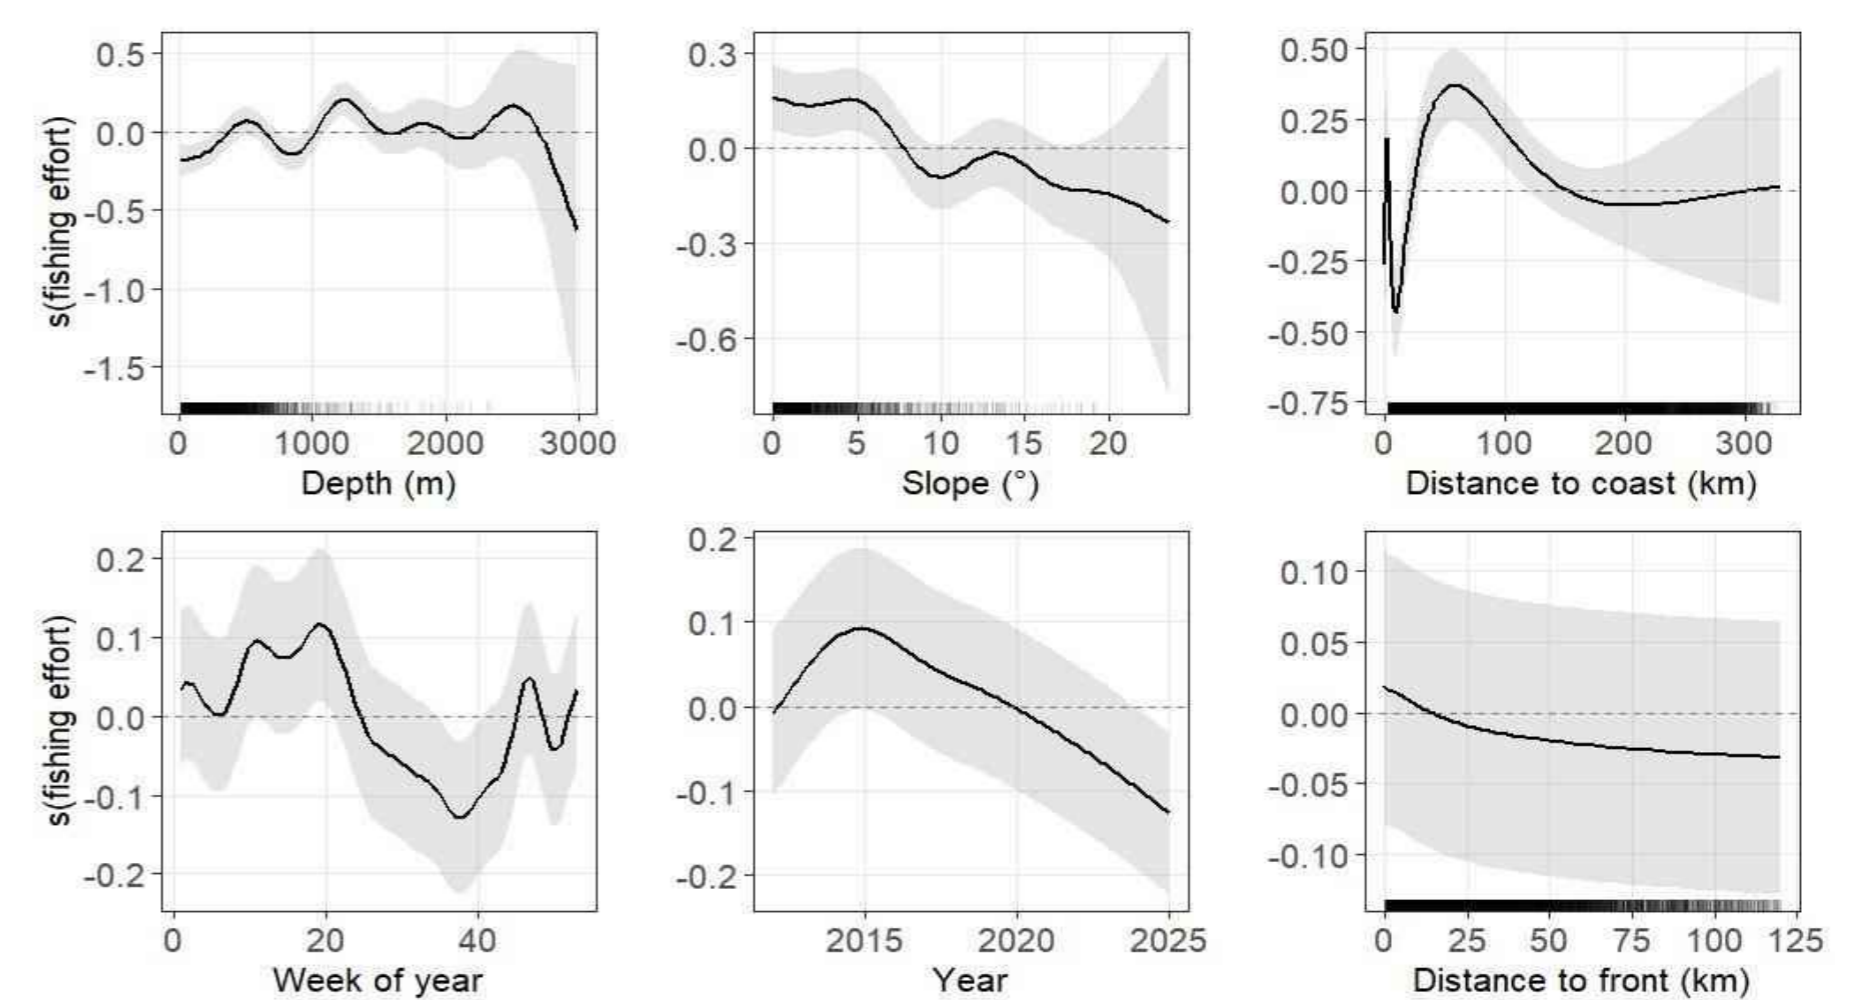 s(fishing effort)
0.5
0.0
-0.5
-1.0
-1.5
0 1000 2000 3000
Depth (m)
0.3
0.0
-0.3
-0.6
0 5 10 15 20
Slope (°)
0.50
0.25
0.00
-0.25
-0.50
-0.75
0 100 200 300
Distance to coast (km)
s(fishing effort)
0.2
0.1
0.0
-0.1
-0.2
0 20 40
Week of year
0.2
0.1
0.0
-0.1
-0.2
2015 2020 2025
Year
0.10
0.05
0.00
-0.05
-0.10
0 25 50 75 100 125
Distance to front (km)